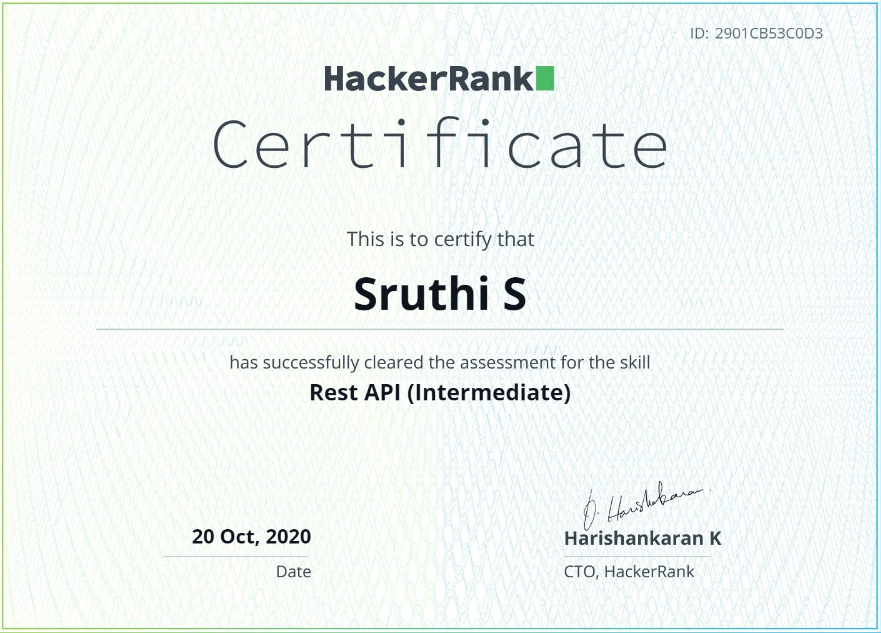 ID: 2901CB53C0D3
HackerRank
Certificate
This is to certify that
Sruthi S
has successfully cleared the assessment for the skill
Rest API (Intermediate)
20 Oct, 2020
Date
Harishankaran K
CTO, HackerRank